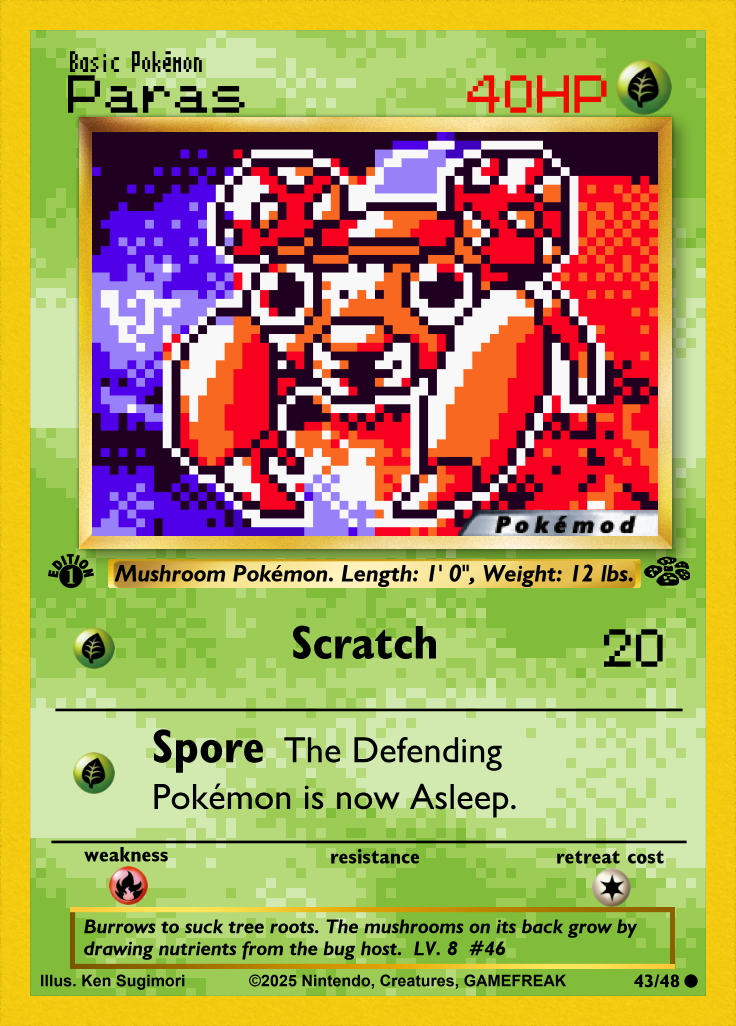 Basic Pokémon
Paras 40HP
Pokémod
EDITION 1
Mushroom Pokémon. Length: 1' 0", Weight: 12 lbs.
Scratch 20
Spore The Defending
Pokémon is now Asleep.
weakness resistance retreat cost
Burrows to suck tree roots. The mushrooms on its back grow by
drawing nutrients from the bug host. LV. 8 #46
Illus. Ken Sugimori ©2025 Nintendo, Creatures, GAMEFREAK 43/48